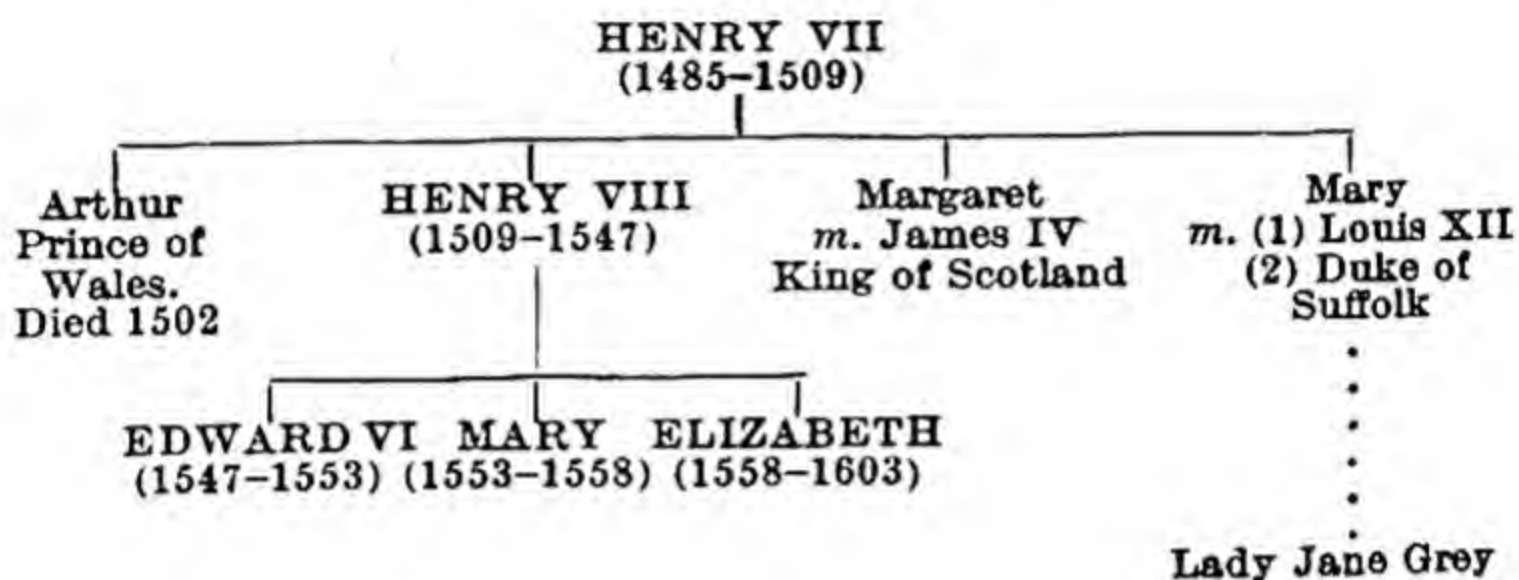 HENRY VII
(1485–1509)
Arthur
Prince of
Wales.
Died 1502
HENRY VIII
(1509–1547)
Margaret
m. James IV
King of Scotland
Mary
m. (1) Louis XII
(2) Duke of
Suffolk
EDWARD VI MARY ELIZABETH
(1547–1553) (1553–1558) (1558–1603)
Lady Jane Grey